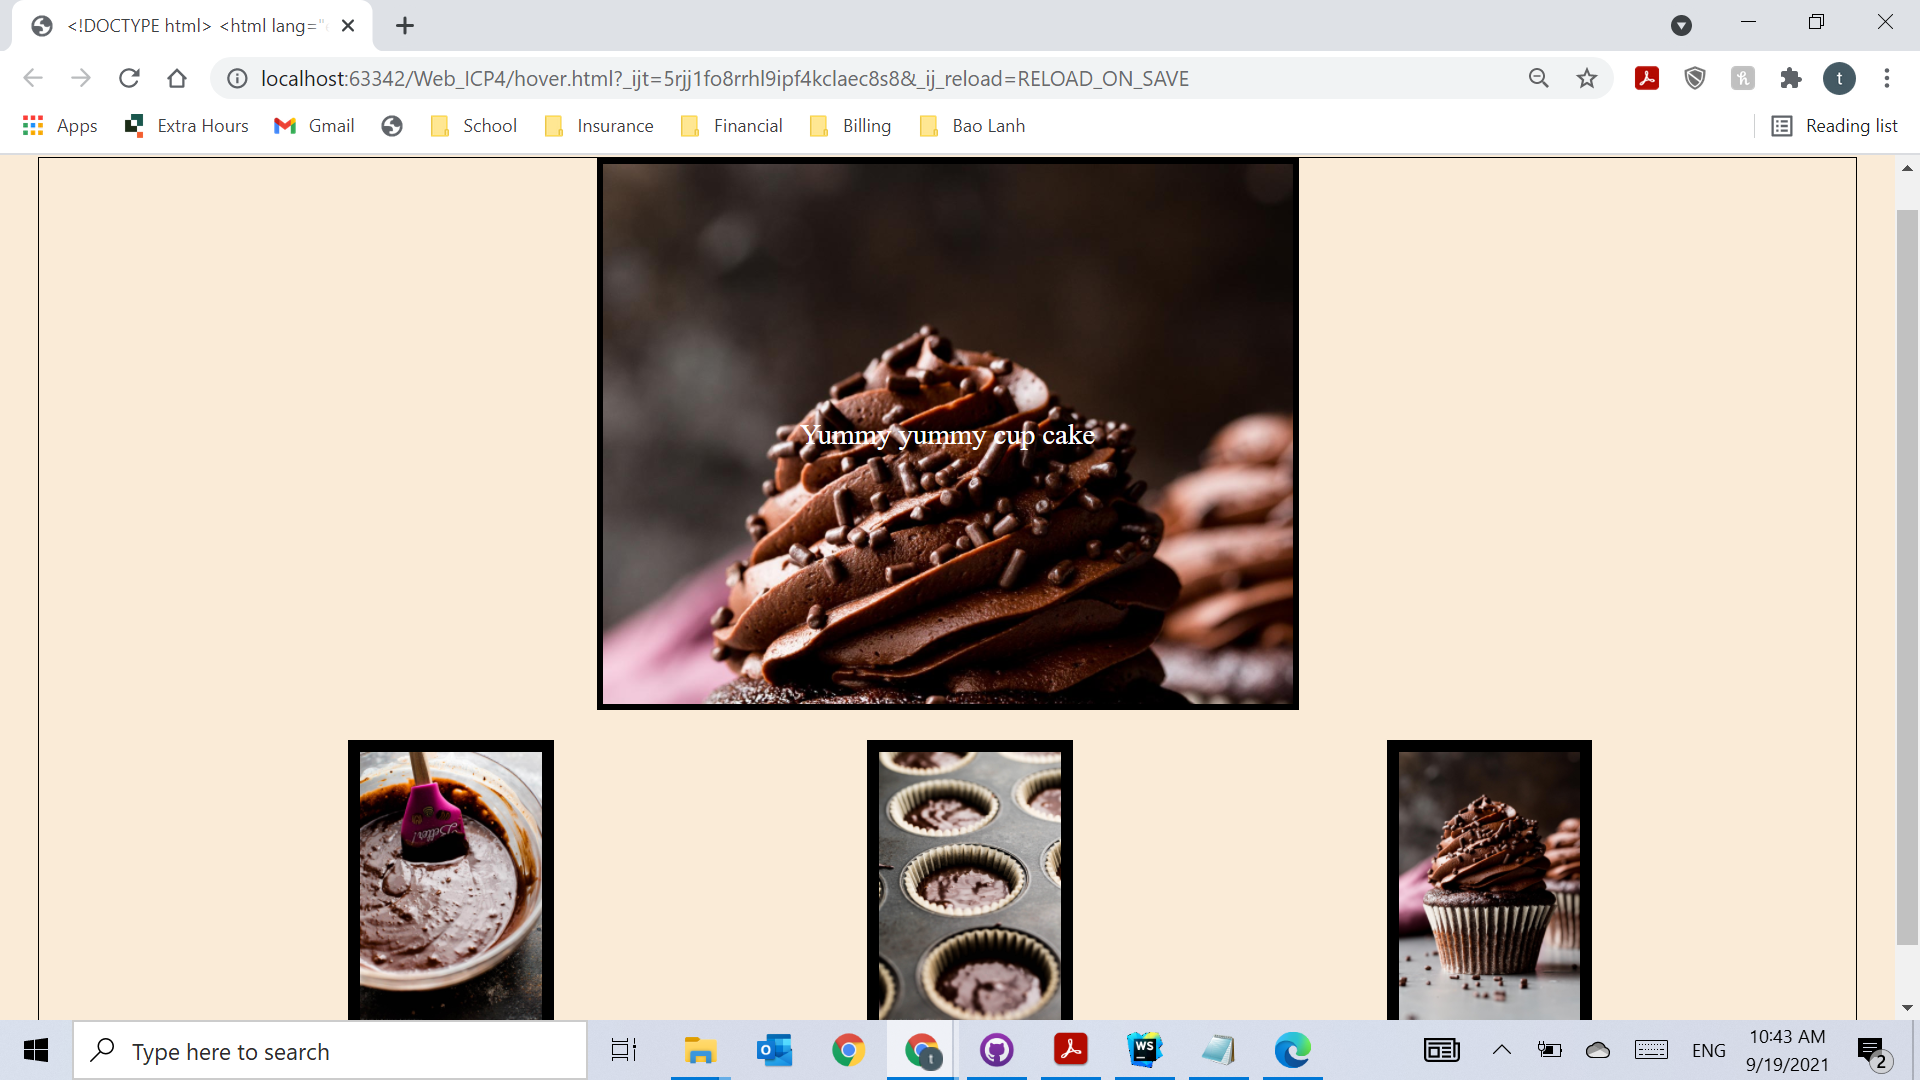 <!DOCTYPE html> <html lang="
localhost:63342/Web_ICP4/hover.html?_ijt=5rjj1fo8rrhl9ipf4kclaec8s8&_ij_reload=RELOAD_ON_SAVE
t
Apps
Extra Hours
Gmail
School
Insurance
Financial
Billing
Bao Lanh
Reading list
Yummy yummy cup cake
Type here to search
t
WS
ENG
10:43 AM
9/19/2021
2